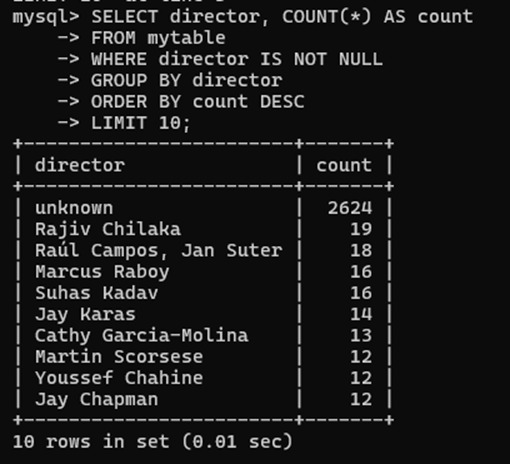 mysql> SELECT director, COUNT(*) AS count
    -> FROM mytable
    -> WHERE director IS NOT NULL
    -> GROUP BY director
    -> ORDER BY count DESC
    -> LIMIT 10;
+-------------------------+-------+
| director                | count |
+-------------------------+-------+
| unknown                 |  2624 |
| Rajiv Chilaka           |    19 |
| Raúl Campos, Jan Suter  |    18 |
| Marcus Raboy            |    16 |
| Suhas Kadav             |    16 |
| Jay Karas               |    14 |
| Cathy Garcia-Molina     |    13 |
| Martin Scorsese         |    12 |
| Youssef Chahine         |    12 |
| Jay Chapman             |    12 |
+-------------------------+-------+
10 rows in set (0.01 sec)